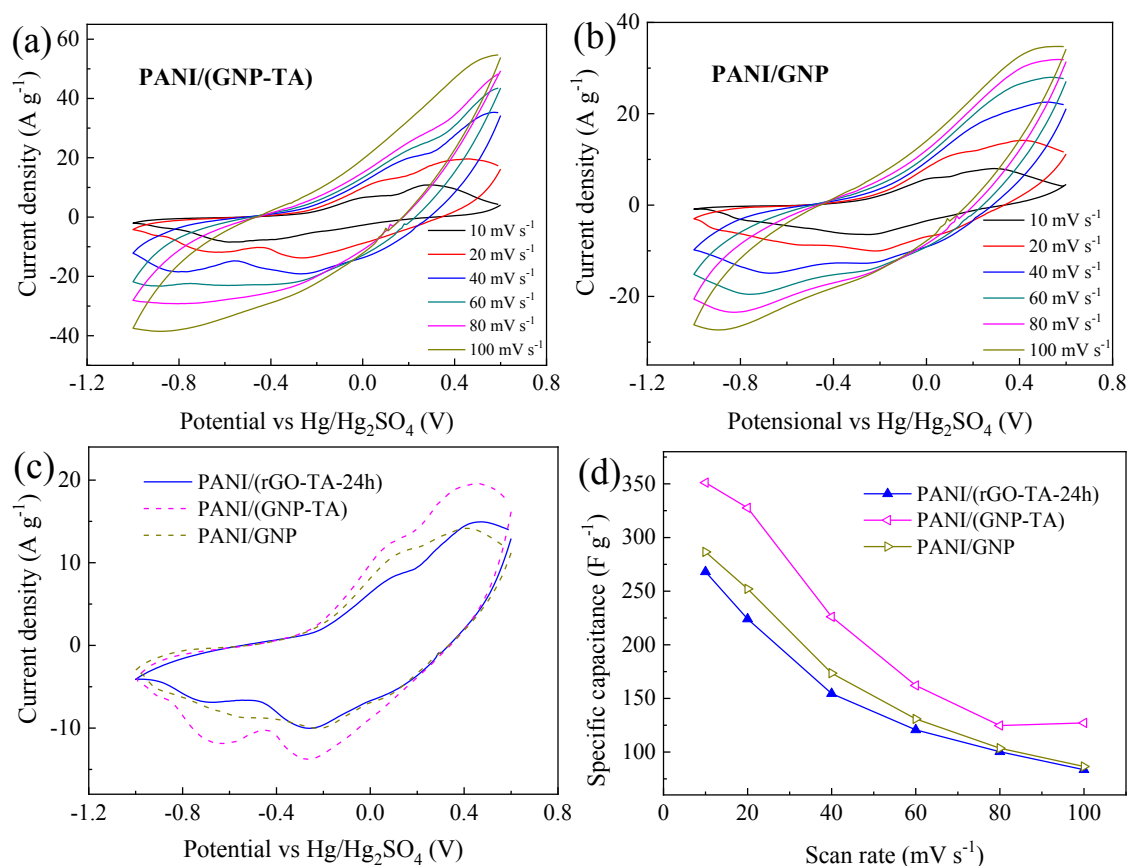 (a)
PANI/(GNP-TA)
60
40
20
0
-20
-40
-1.2
-0.8
-0.4
0.0
0.4
0.8
Current density (A g⁻¹)
Potential vs Hg/Hg₂SO₄ (V)
10 mV s⁻¹
20 mV s⁻¹
40 mV s⁻¹
60 mV s⁻¹
80 mV s⁻¹
100 mV s⁻¹
(b)
PANI/GNP
40
20
0
-20
-1.2
-0.8
-0.4
0.0
0.4
0.8
Current density (A g⁻¹)
Potensional vs Hg/Hg₂SO₄ (V)
10 mV s⁻¹
20 mV s⁻¹
40 mV s⁻¹
60 mV s⁻¹
80 mV s⁻¹
100 mV s⁻¹
(c)
PANI/(rGO-TA-24h)
PANI/(GNP-TA)
PANI/GNP
20
10
0
-10
-1.2
-0.8
-0.4
0.0
0.4
0.8
Current density (A g⁻¹)
Potential vs Hg/Hg₂SO₄ (V)
(d)
PANI/(rGO-TA-24h)
PANI/(GNP-TA)
PANI/GNP
350
300
250
200
150
100
0
20
40
60
80
100
Specific capacitance (F g⁻¹)
Scan rate (mV s⁻¹)